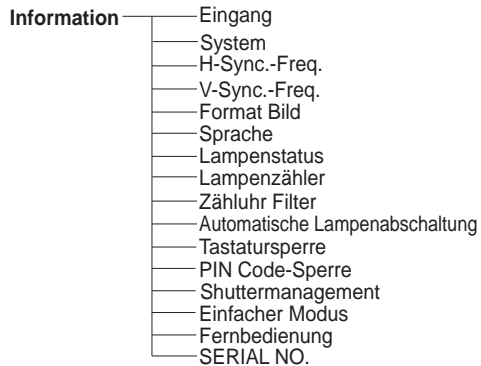 Information Eingang
System
H-Sync.-Freq.
V-Sync.-Freq.
Format Bild
Sprache
Lampenstatus
Lampenzähler
Zähluhr Filter
Automatische Lampenabschaltung
Tastatursperre
PIN Code-Sperre
Shuttermanagement
Einfacher Modus
Fernbedienung
SERIAL NO.